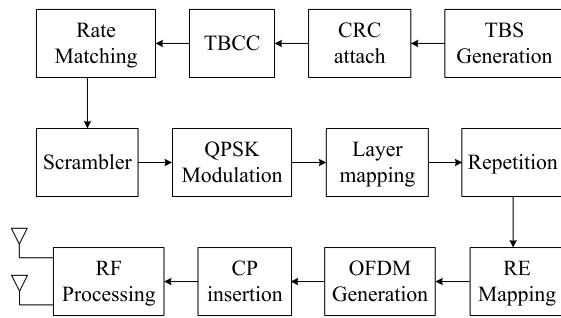 Rate
Matching
TBCC
CRC
attach
TBS
Generation
Scrambler
QPSK
Modulation
Layer
mapping
Repetition
RF
Processing
CP
insertion
OFDM
Generation
RE
Mapping